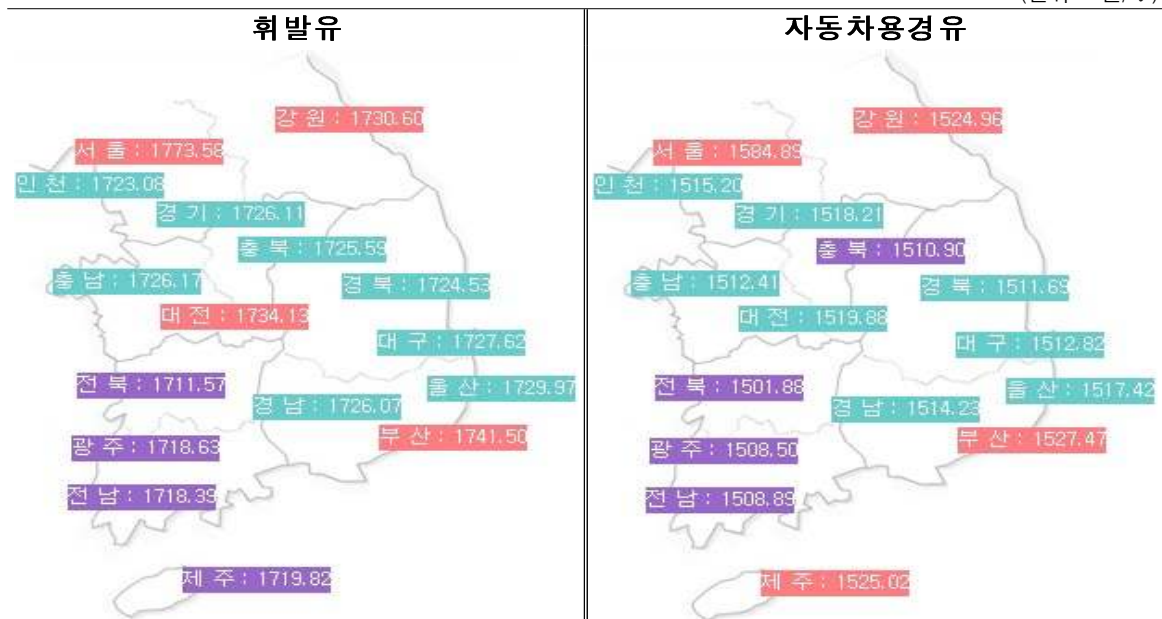 휘발유
강 원 : 1730.60
서 울 : 1773.58
인 천 : 1723.08
경 기 : 1726.11
충 북 : 1725.59
충 남 : 1726.17
경 북 : 1724.53
대 전 : 1734.13
대 구 : 1727.62
전 북 : 1711.57
울 산 : 1729.97
경 남 : 1726.07
부 산 : 1741.50
광 주 : 1718.63
전 남 : 1718.39
제 주 : 1719.82
자동차용경유
강 원 : 1524.96
서 울 : 1584.89
인 천 : 1515.20
경 기 : 1518.21
충 북 : 1510.90
충 남 : 1512.41
경 북 : 1511.69
대 전 : 1519.88
대 구 : 1512.82
전 북 : 1501.88
울 산 : 1517.42
경 남 : 1514.23
부 산 : 1527.47
광 주 : 1508.50
전 남 : 1508.89
제 주 : 1525.02